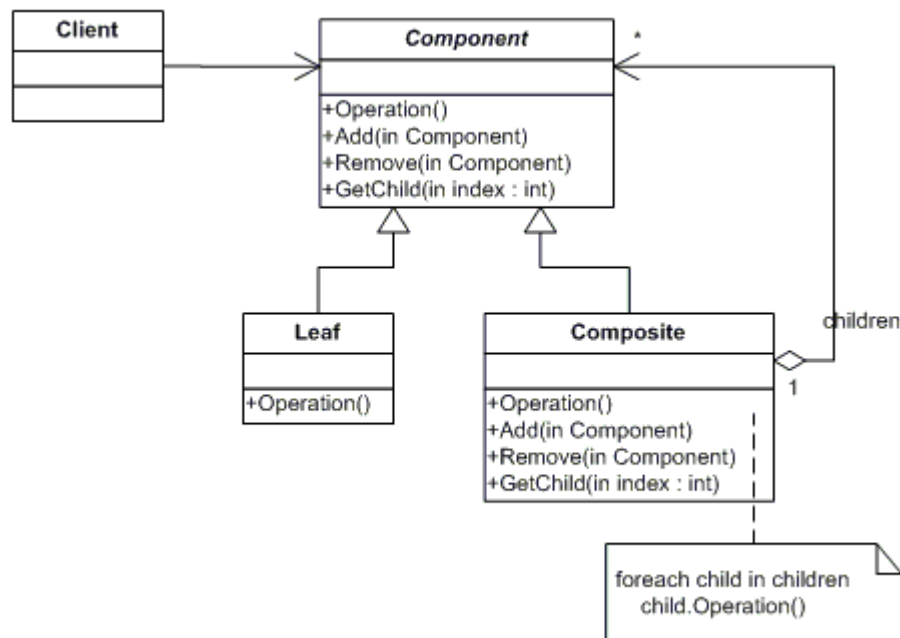 Client
Component
*
+Operation()
+Add(in Component)
+Remove(in Component)
+GetChild(in index : int)
children
Leaf
+Operation()
Composite
1
+Operation()
+Add(in Component)
+Remove(in Component)
+GetChild(in index : int)
foreach child in children
child.Operation()